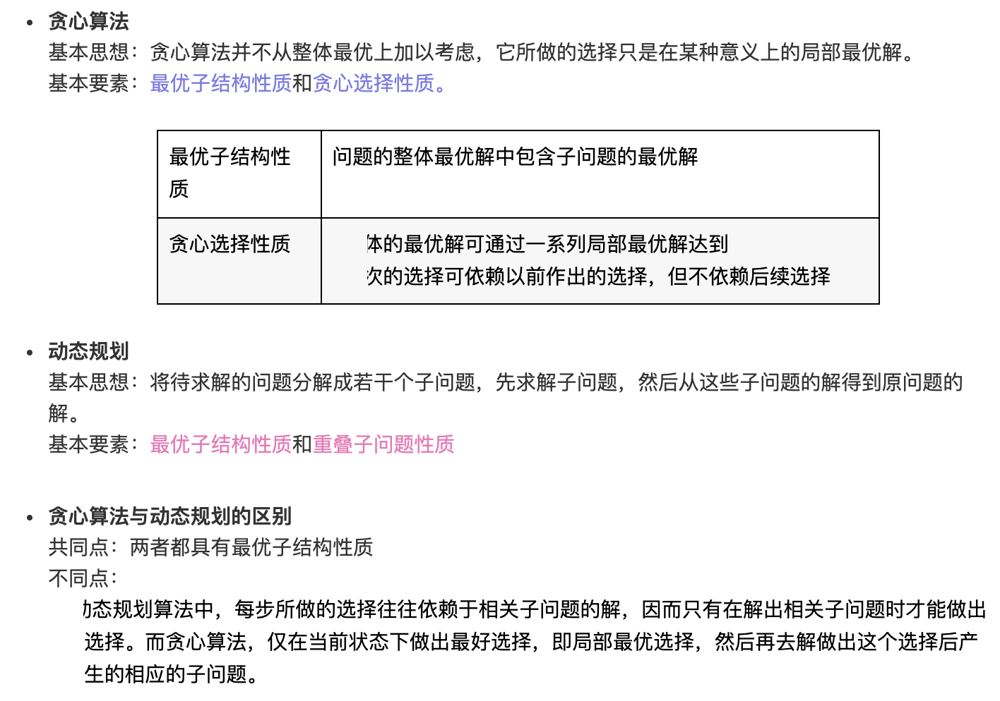 贪心算法
基本思想：贪心算法并不从整体最优上加以考虑，它所做的选择只是在某种意义上的局部最优解。
基本要素：最优子结构性质和贪心选择性质。
最优子结构性
质
问题的整体最优解中包含子问题的最优解
贪心选择性质
体的最优解可通过一系列局部最优解达到
次的选择可依赖以前作出的选择，但不依赖后续选择
动态规划
基本思想：将待求解的问题分解成若干个子问题，先求解子问题，然后从这些子问题的解得到原问题的
解。
基本要素：最优子结构性质和重叠子问题性质
贪心算法与动态规划的区别
共同点：两者都具有最优子结构性质
不同点：
动态规划算法中，每步所做的选择往往依赖于相关子问题的解，因而只有在解出相关子问题时才能做出
选择。而贪心算法，仅在当前状态下做出最好选择，即局部最优选择，然后再去解做出这个选择后产
生的相应的子问题。